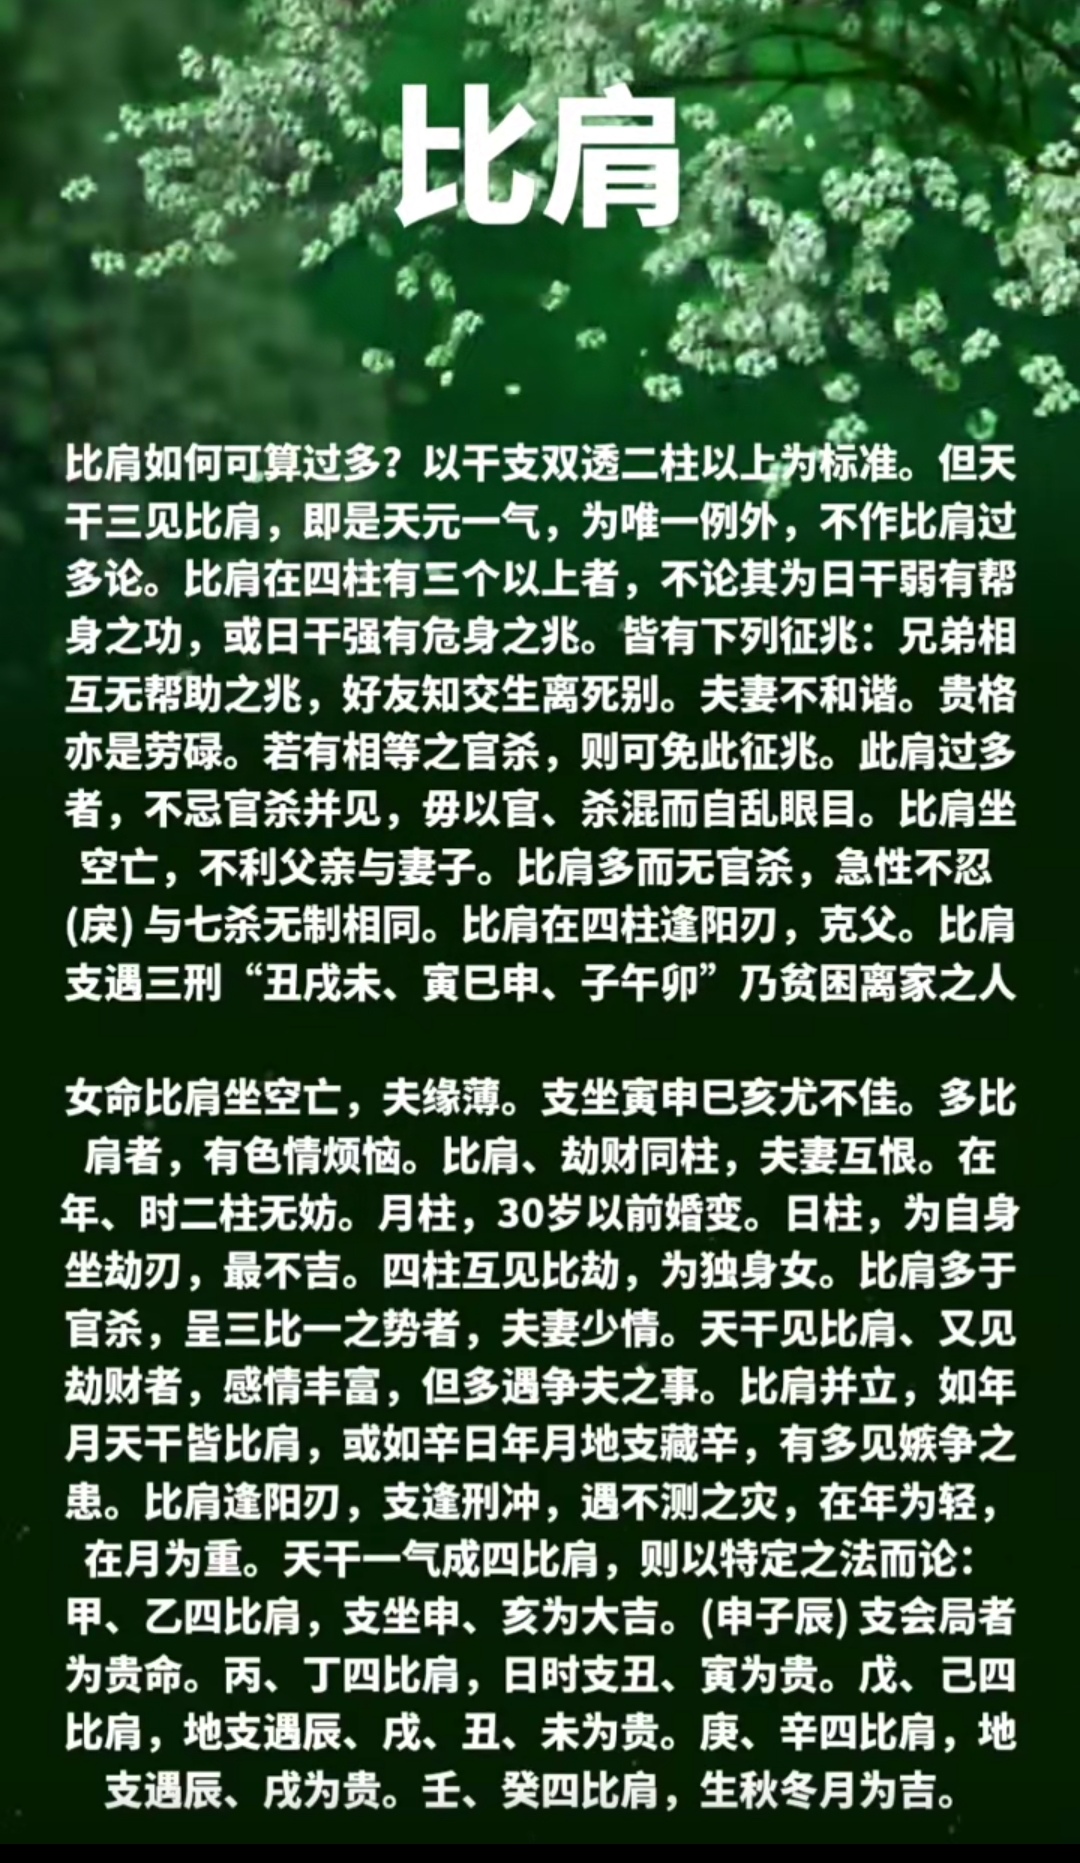 比肩
比肩如何可算过多？以干支双透二柱以上为标准。但天
干三见比肩，即是天元一气，为唯一例外，不作比肩过
多论。比肩在四柱有三个以上者，不论其为日干弱有帮
身之功，或日干强有危身之兆。皆有下列征兆：兄弟相
互无帮助之兆，好友知交生离死别。夫妻不和谐。贵格
亦是劳碌。若有相等之官杀，则可免此征兆。此肩过多
者，不忌官杀并见，毋以官、杀混而自乱眼目。比肩坐
空亡，不利父亲与妻子。比肩多而无官杀，急性不忍
(戾) 与七杀无制相同。比肩在四柱逢阳刃，克父。比肩
支遇三刑“丑戌未、寅巳申、子午卯”乃贫困离家之人
女命比肩坐空亡，夫缘薄。支坐寅申巳亥尤不佳。多比
肩者，有色情烦恼。比肩、劫财同柱，夫妻互恨。在
年、时二柱无妨。月柱，30岁以前婚变。日柱，为自身
坐劫刃，最不吉。四柱互见比劫，为独身女。比肩多于
官杀，呈三比一之势者，夫妻少情。天干见比肩、又见
劫财者，感情丰富，但多遇争夫之事。比肩并立，如年
月天干皆比肩，或如辛日年月地支藏辛，有多见嫉争之
患。比肩逢阳刃，支逢刑冲，遇不测之灾，在年为轻，
在月为重。天干一气成四比肩，则以特定之法而论：
甲、乙四比肩，支坐申、亥为大吉。(申子辰) 支会局者
为贵命。丙、丁四比肩，日时支丑、寅为贵。戊、己四
比肩，地支遇辰、戌、丑、未为贵。庚、辛四比肩，地
支遇辰、戌为贵。壬、癸四比肩，生秋冬月为吉。